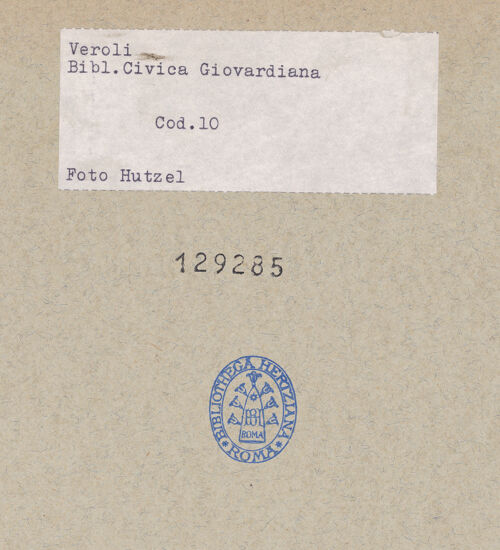 Veroli
Bibl.Civica Giovardiana
Cod.10
Foto Hutzel
129285
BIBLIOTHECA HERTZIANA
ROMA
* ROMA *